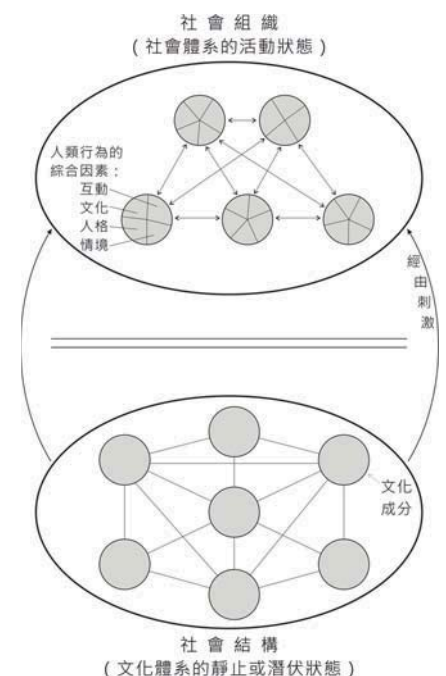 社會組織
（社會體系的活動狀態）
人類行為的
綜合因素：
互動
文化
人格
情境
經由刺激
文化
成分
社會結構
（文化體系的靜止或潛伏狀態）